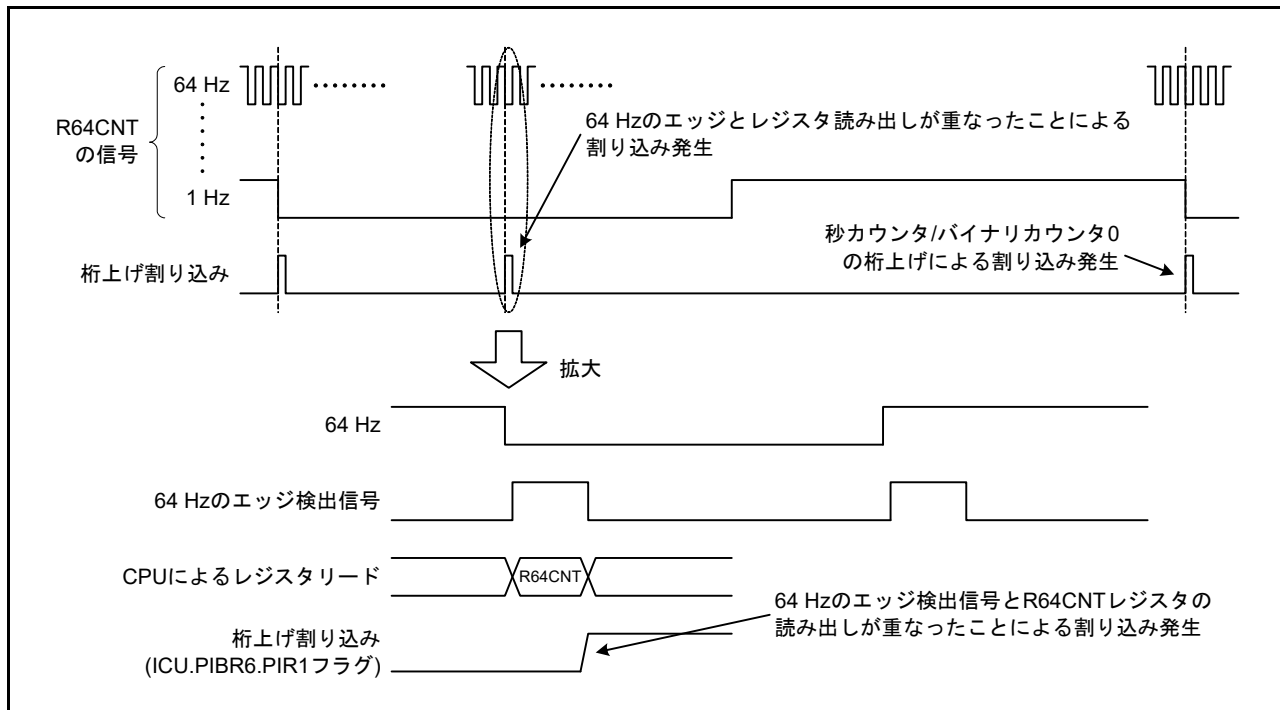 64 Hz
R64CNT
の信号
1 Hz
64 Hzのエッジとレジスタ読み出しが重なったことによる
割り込み発生
秒カウンタ/バイナリカウンタ0
の桁上げによる割り込み発生
桁上げ割り込み
拡大
64 Hz
64 Hzのエッジ検出信号
CPUによるレジスタリード
R64CNT
64 Hzのエッジ検出信号とR64CNTレジスタの
読み出しが重なったことによる割り込み発生
桁上げ割り込み
(ICU.PIBR6.PIR1フラグ)